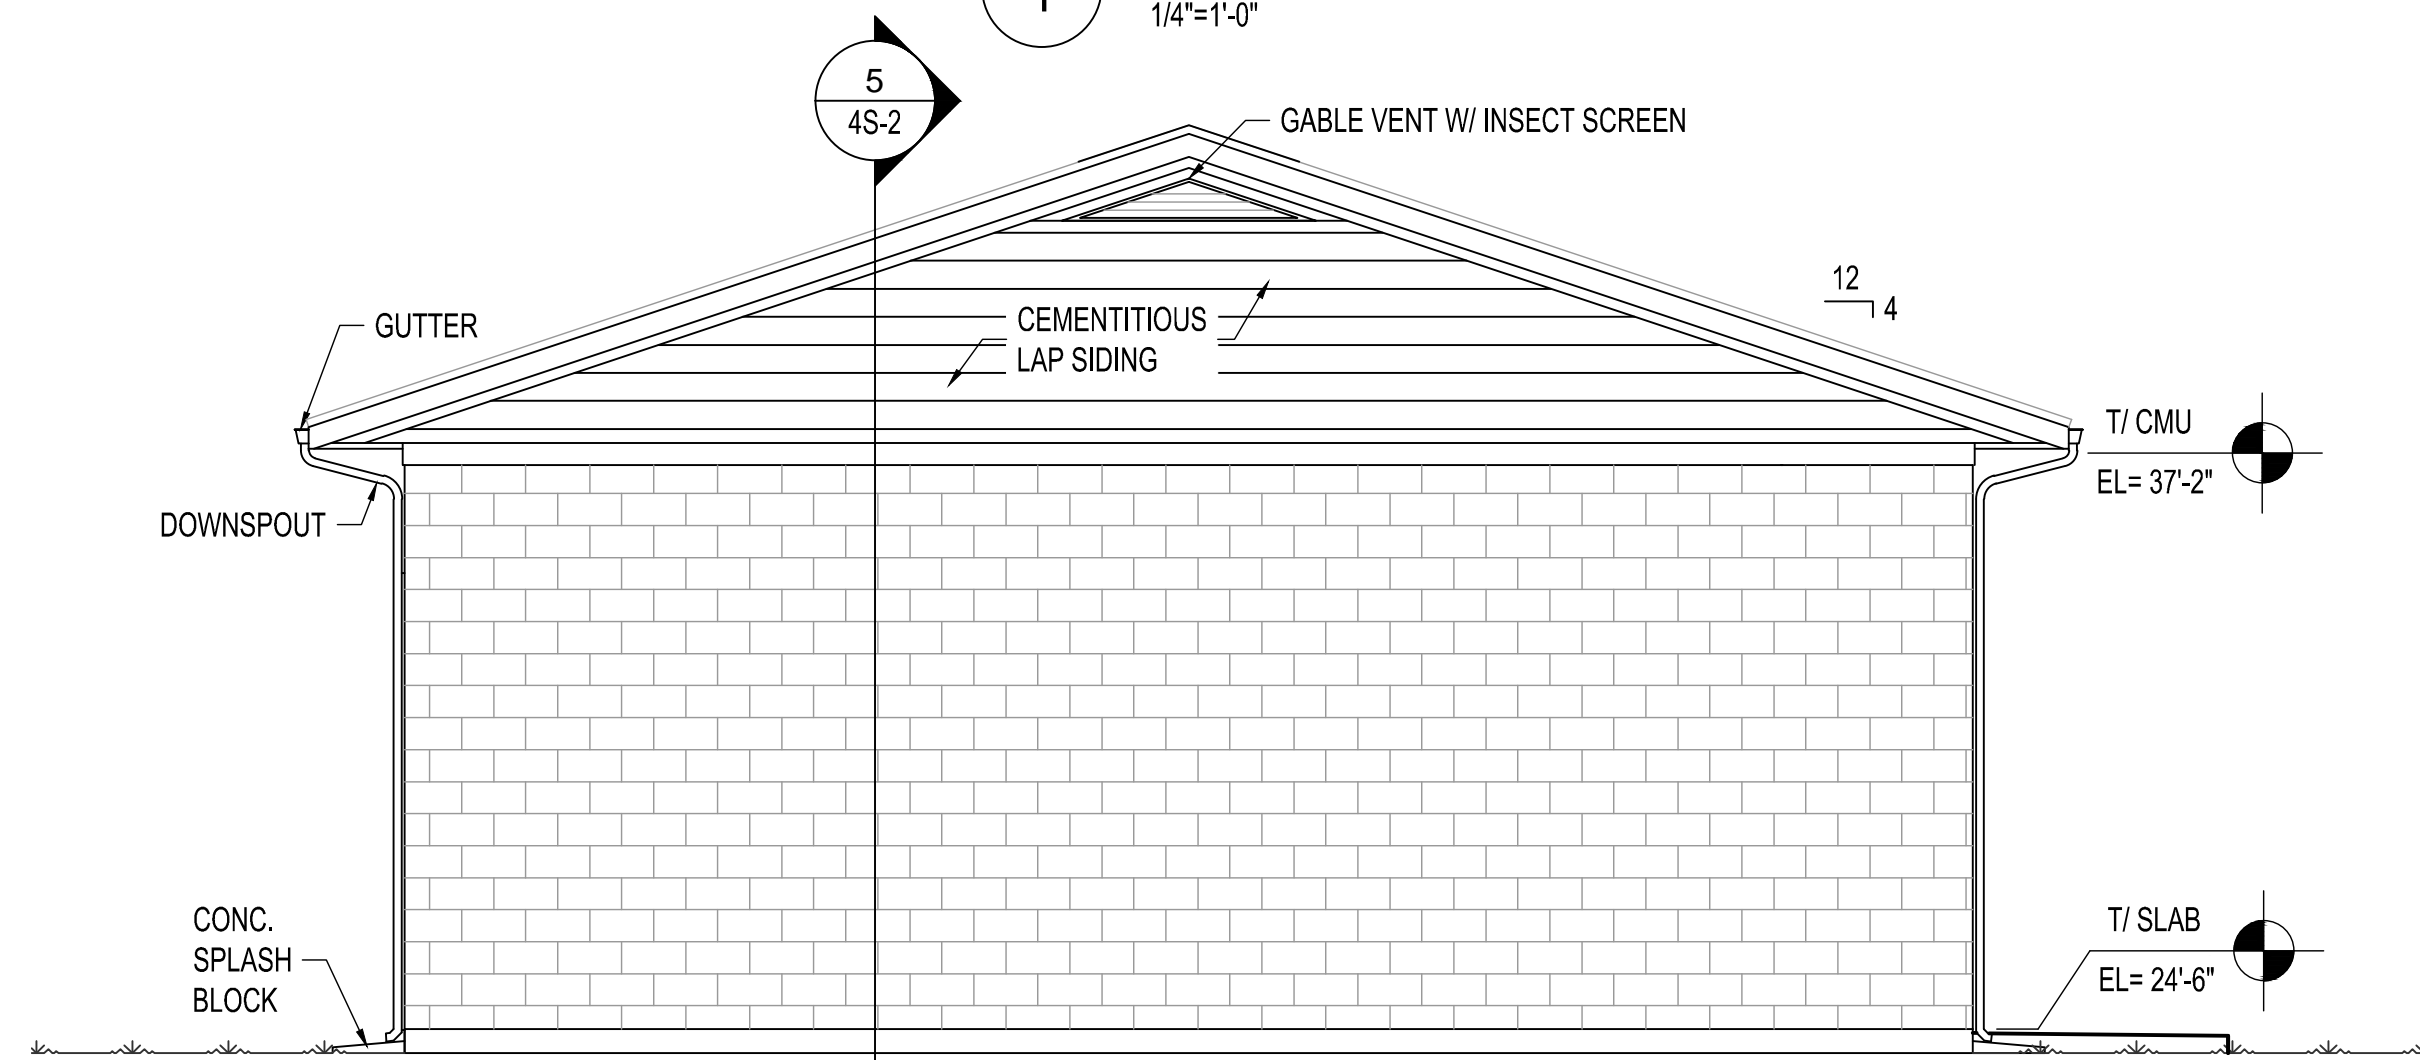 1/4"=1'-0"
5
4S-2
GABLE VENT W/ INSECT SCREEN
12
4
GUTTER
CEMENTITIOUS
LAP SIDING
T/ CMU
EL= 37'-2"
DOWNSPOUT
CONC.
SPLASH
BLOCK
T/ SLAB
EL= 24'-6"